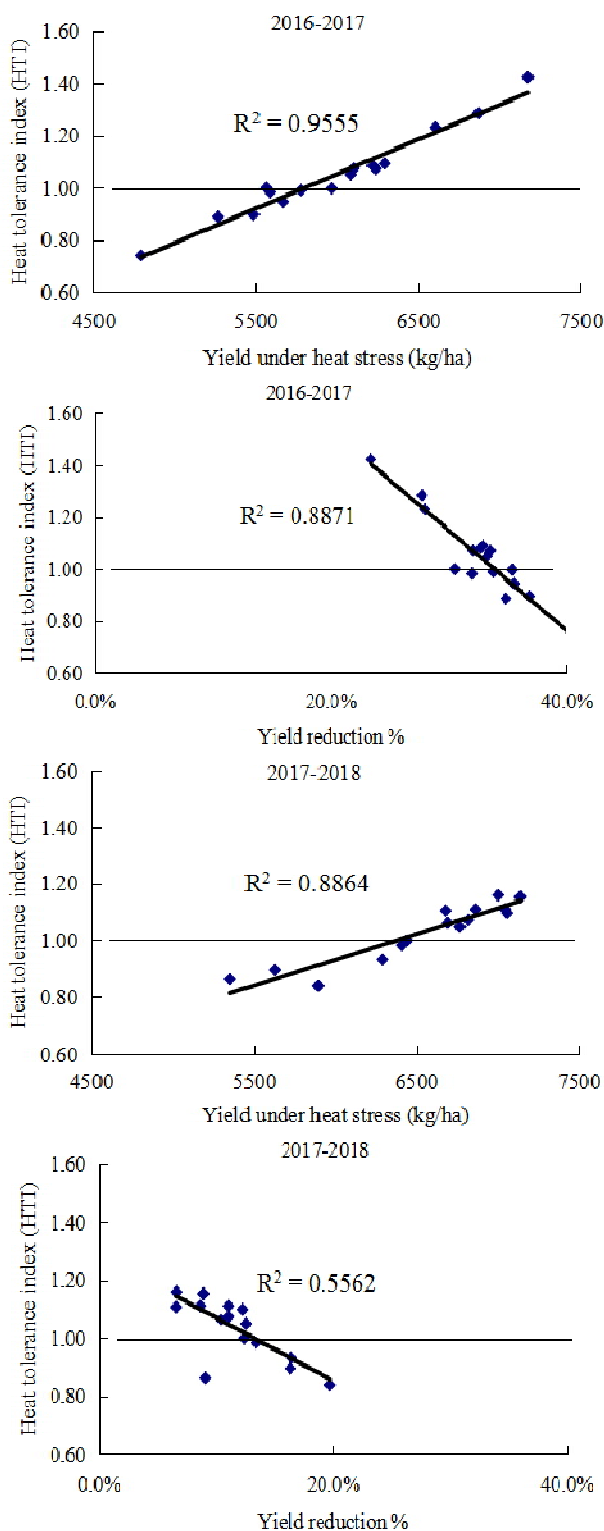 2016-2017
1.60
1.40
1.20
1.00
0.80
0.60
Heat tolerance index (HTI)
R² = 0.9555
4500 5500 6500 7500
Yield under heat stress (kg/ha)
2016-2017
1.60
1.40
1.20
1.00
0.80
0.60
Heat tolerance index (HTI)
R² = 0.8871
0.0% 20.0% 40.0%
Yield reduction %
2017-2018
1.60
1.40
1.20
1.00
0.80
0.60
Heat tolerance index (HTI)
R² = 0.8864
4500 5500 6500 7500
Yield under heat stress (kg/ha)
2017-2018
1.60
1.40
1.20
1.00
0.80
0.60
Heat tolerance index (HTI)
R² = 0.5562
0.0% 20.0% 40.0%
Yield reduction %